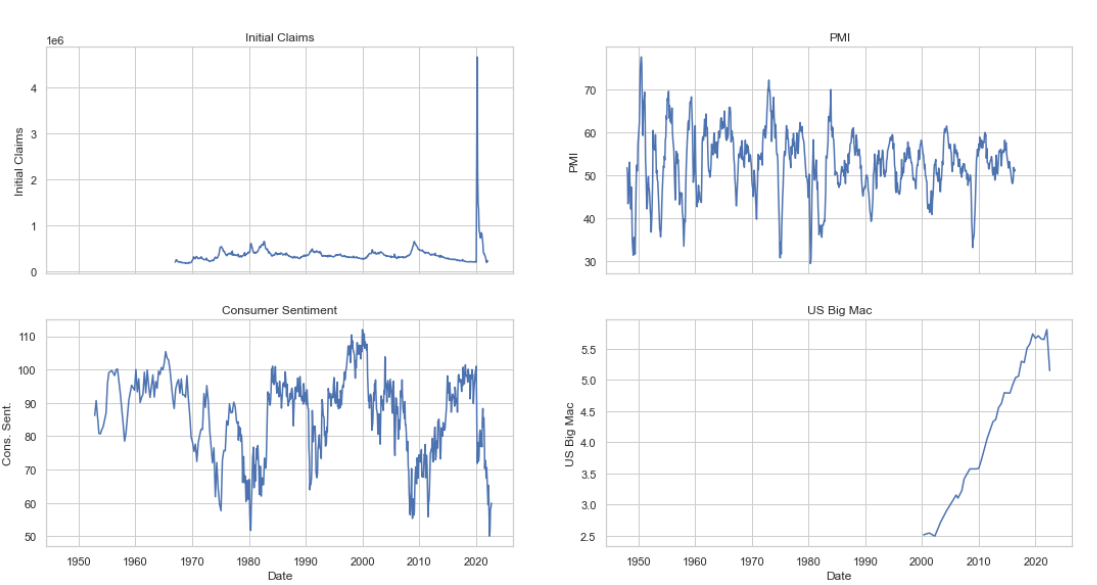 Initial Claims
1e6
Initial Claims
4
3
2
1
0
PMI
PMI
70
60
50
40
30
Consumer Sentiment
Cons. Sent.
110
100
90
80
70
60
50
1950 1960 1970 1980 1990 2000 2010 2020
Date
US Big Mac
US Big Mac
5.5
5.0
4.5
4.0
3.5
3.0
2.5
1950 1960 1970 1980 1990 2000 2010 2020
Date